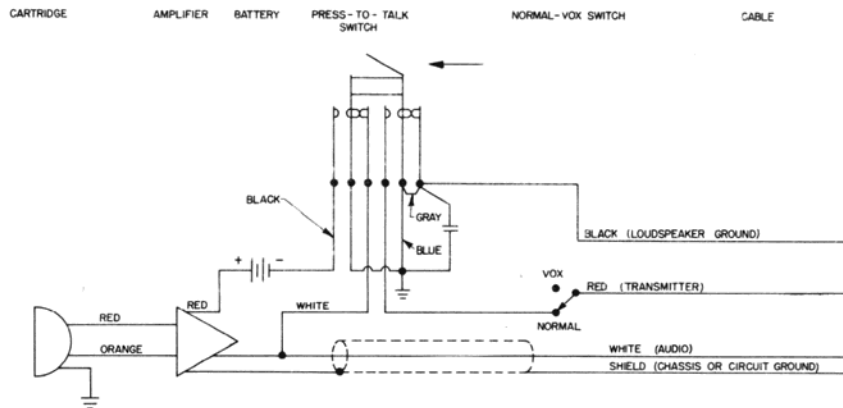 CARTRIDGE
AMPLIFIER
BATTERY
PRESS-TO-TALK
SWITCH
NORMAL-VOX SWITCH
CABLE
BLACK
GRAY
BLUE
BLACK (LOUDSPEAKER GROUND)
+ -
VOX
RED
WHITE
RED (TRANSMITTER)
RED
NORMAL
ORANGE
WHITE (AUDIO)
SHIELD (CHASSIS OR CIRCUIT GROUND)